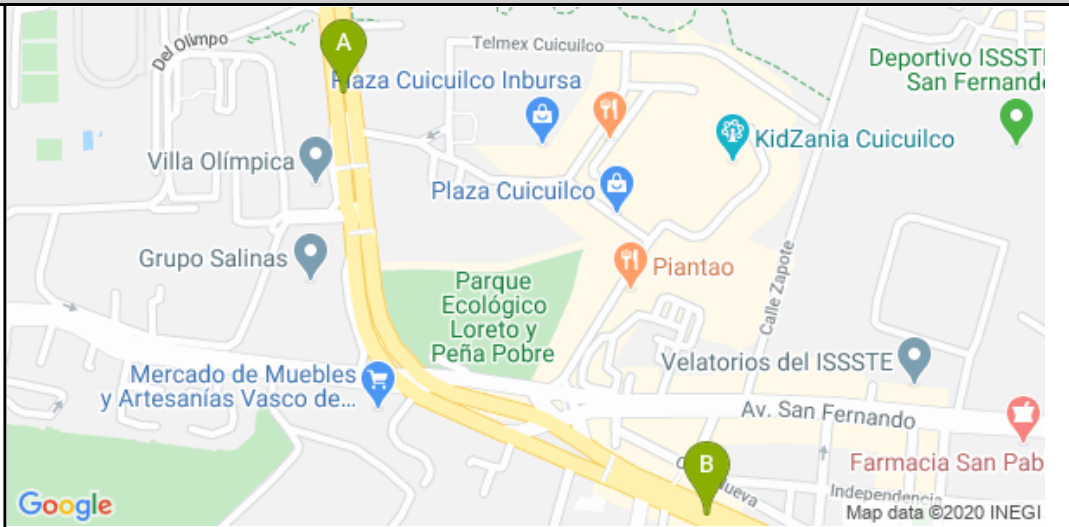 Del Olimpo
A
Telmex Cuicuilco
Deportivo ISSSTE
San Fernando
Plaza Cuicuilco Inbursa
KidZania Cuicuilco
Villa Olímpica
Plaza Cuicuilco
Grupo Salinas
Piantao
Parque
Ecológico
Loreto y
Peña Pobre
Calle Zapote
Velatorios del ISSSTE
Mercado de Muebles
y Artesanías Vasco de...
Av. San Fernando
B
Farmacia San Pab
Independencia
Google
Map data ©2020 INEGI